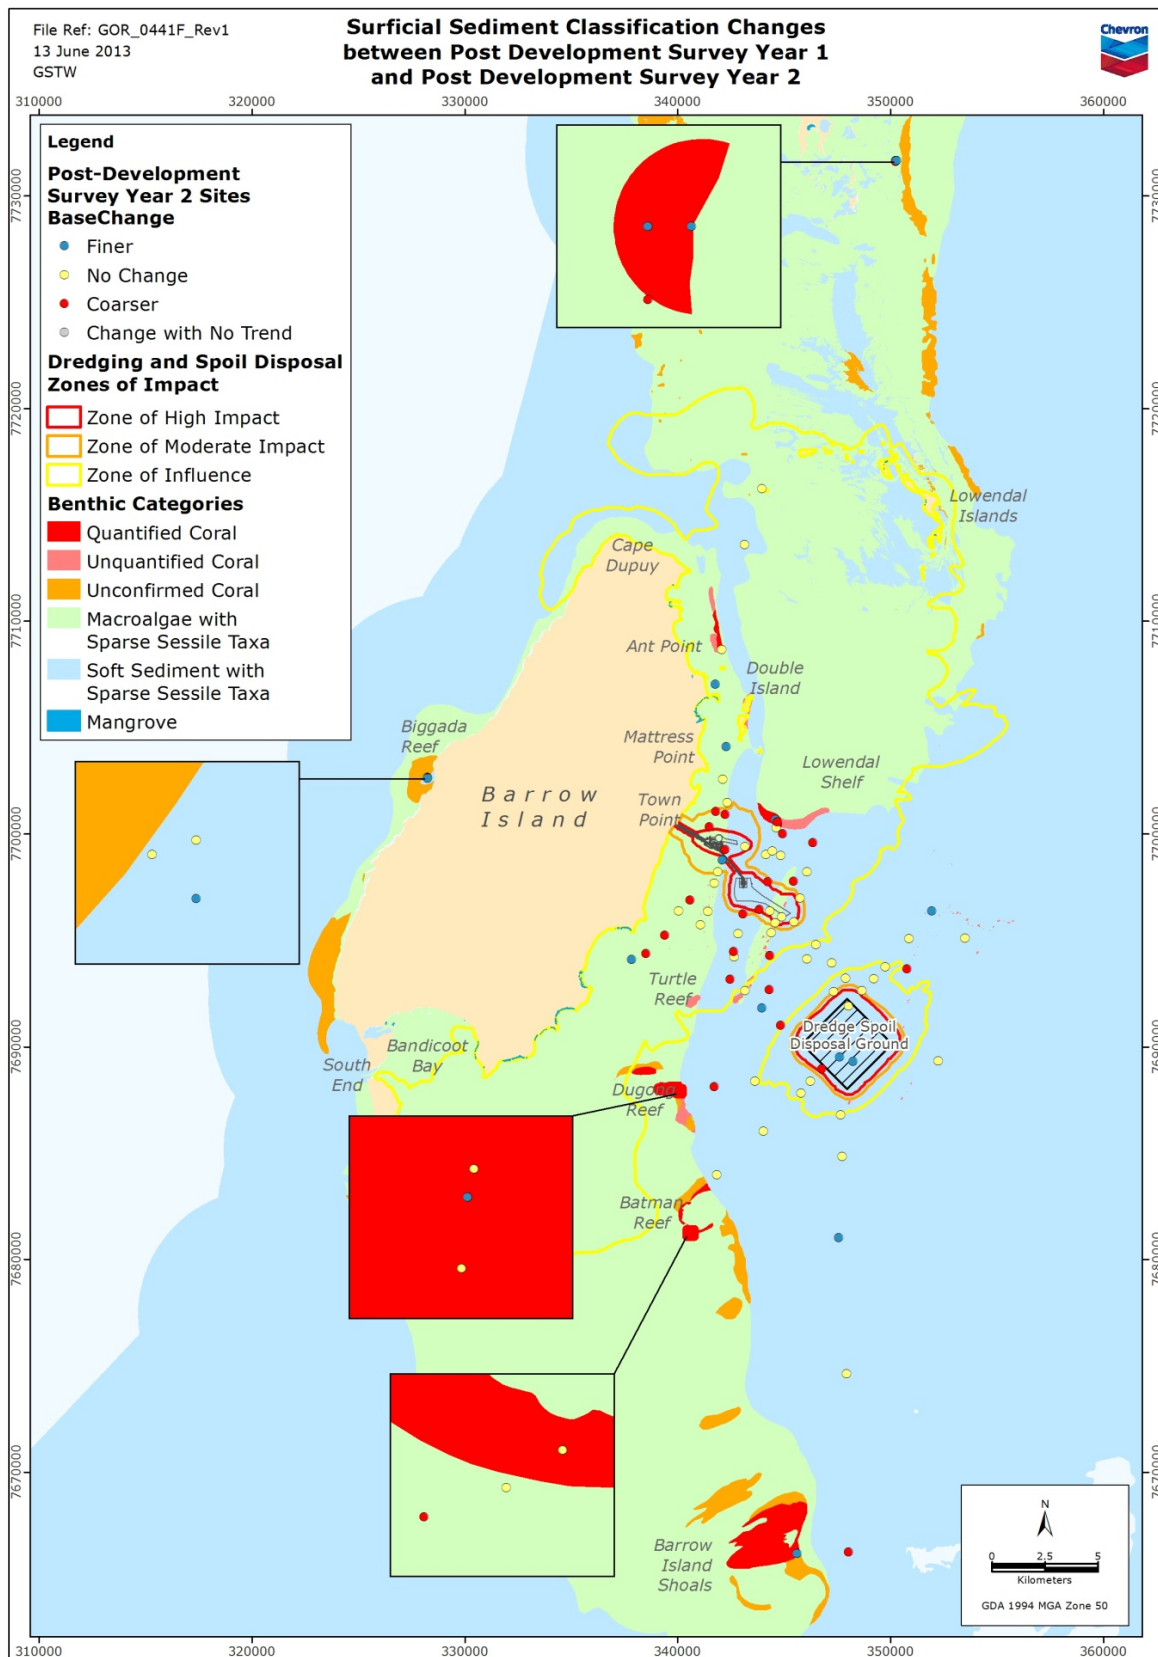 File Ref: GOR_0441F_Rev1
13 June 2013
GSTW
Surficial Sediment Classification Changes
between Post Development Survey Year 1
and Post Development Survey Year 2
Chevron
310000
320000
330000
340000
350000
360000
Legend
Post-Development
Survey Year 2 Sites
BaseChange
Finer
No Change
Coarser
Change with No Trend
Dredging and Spoil Disposal
Zones of Impact
Zone of High Impact
Zone of Moderate Impact
Zone of Influence
Benthic Categories
Quantified Coral
Unquantified Coral
Unconfirmed Coral
Macroalgae with
Sparse Sessile Taxa
Soft Sediment with
Sparse Sessile Taxa
Mangrove
7730000
7730000
7720000
7720000
7710000
7710000
7700000
7700000
7690000
7690000
7680000
7680000
7670000
7670000
Lowendal
Islands
Cape
Dupuy
Ant Point
Double
Island
Biggada
Reef
Mattress
Point
Lowendal
Shelf
Barrow
Island
Town
Point
Turtle
Reef
Dredge Spoil
Disposal Ground
Bandicoot
Bay
South
End
Dugong
Reef
Batman
Reef
Barrow
Island
Shoals
N
0 2.5 5
Kilometers
GDA 1994 MGA Zone 50
310000
320000
330000
340000
350000
360000